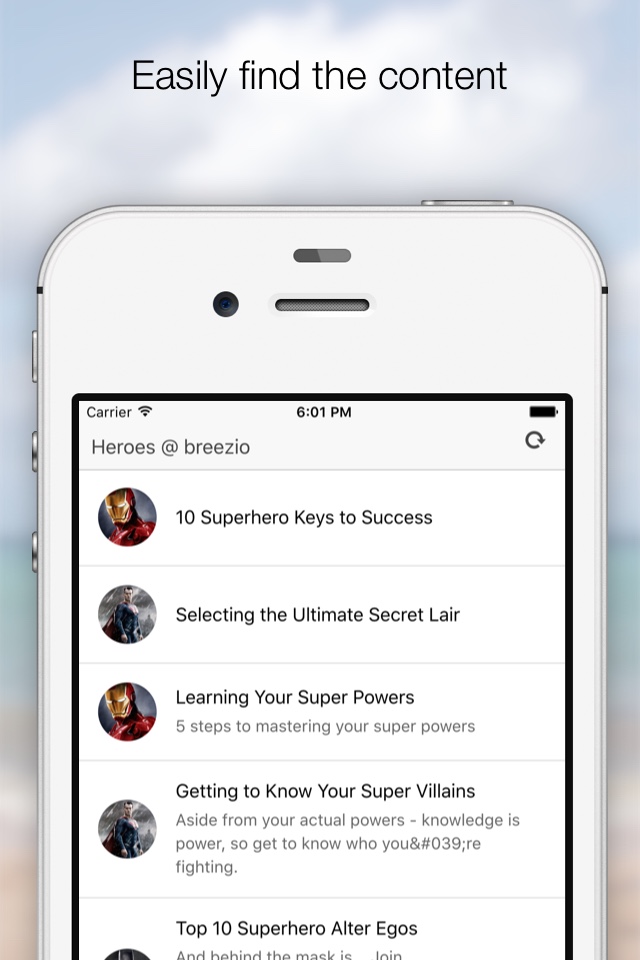 Easily find the content
Carrier 6:01 PM
Heroes @ breezio
10 Superhero Keys to Success
Selecting the Ultimate Secret Lair
Learning Your Super Powers
5 steps to mastering your super powers
Getting to Know Your Super Villains
Aside from your actual powers - knowledge is
power, so get to know who you&#039;re
fighting.
Top 10 Superhero Alter Egos
And behind the mask is... Join